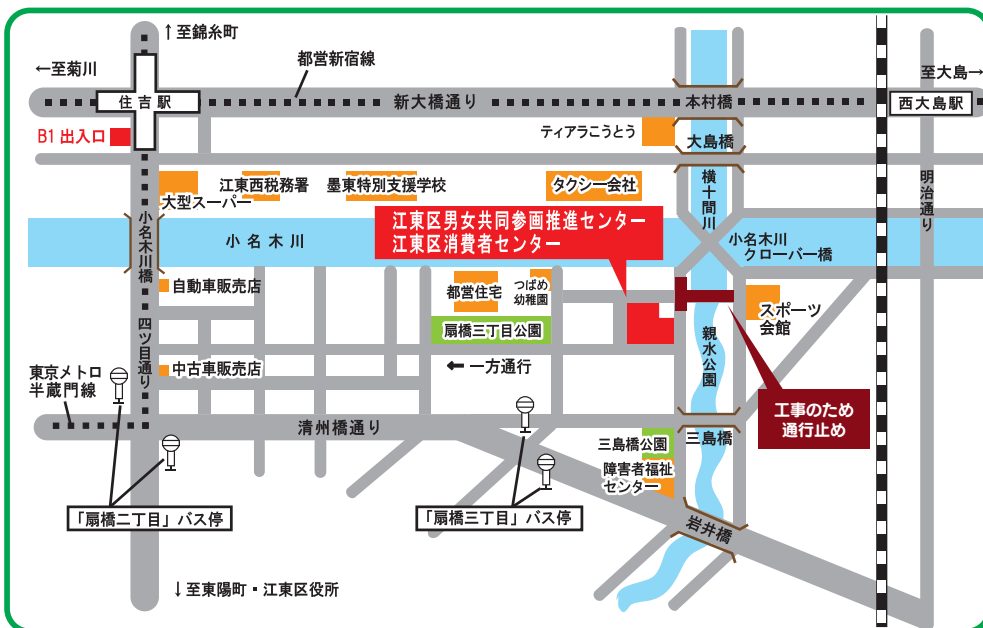 ↑至錦糸町
←至菊川
都営新宿線
至大島→
住吉駅
新大橋通り
本村橋
西大島駅
B1出入口
ティアラこうとう
大島橋
江東西税務署
墨東特別支援学校
タクシー会社
大型スーパー
横十間川
明治通り
小名木川橋
小名木川
江東区男女共同参画推進センター
江東区消費者センター
小名木川
クローバー橋
自動車販売店
都営住宅
つばめ
幼稚園
スポーツ
会館
扇橋三丁目公園
四ツ目通り
親水公園
中古車販売店
←一方通行
東京メトロ
半蔵門線
工事のため
通行止め
清州橋通り
三島橋公園
三島橋
障害者福祉
センター
「扇橋二丁目」バス停
「扇橋三丁目」バス停
岩井橋
↓至東陽町・江東区役所